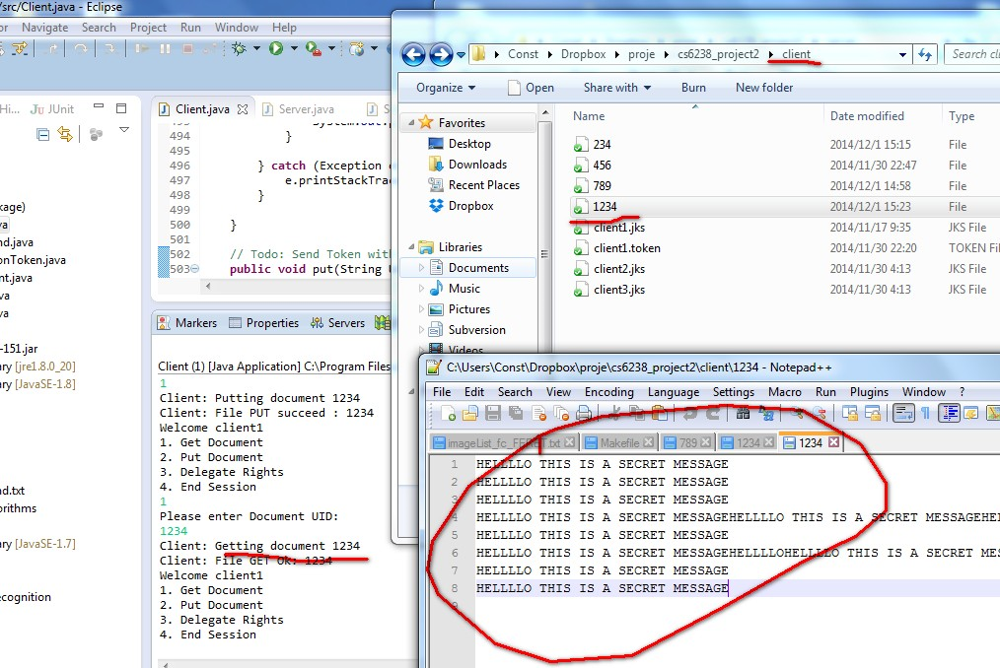 /src/Client.java - Eclipse
Navigate Search Project Run Window Help
JUnit
Client.java
Server.java
494 }
495
496 } catch (Exception
497 e.printStackTrac
498 }
499
500 }
501
502 // Todo: Send Token wit
503 public void put(String
kage)
nd.java
onToken.java
nt.java
-151.jar
[jre1.8.0_20]
[JavaSE-1.8]
nd.txt
orithms
[JavaSE-1.7]
ecognition
Markers Properties Servers
Client (1) [Java Application] C:\Program Files
1
Client: Putting document 1234
Client: File PUT succeed : 1234
Welcome client1
1. Get Document
2. Put Document
3. Delegate Rights
4. End Session
1
Please enter Document UID:
1234
Client: Getting document 1234
Client: File GET Ok: 1234
Welcome client1
1. Get Document
2. Put Document
3. Delegate Rights
4. End Session
Const Dropbox proje cs6238_project2 client
Search cli
Organize Open Share with Burn New folder
Favorites
Desktop
Downloads
Recent Places
Dropbox
Libraries
Documents
Music
Pictures
Subversion
Videos
Name Date modified Type
234 2014/12/1 15:15 File
456 2014/11/30 22:47 File
789 2014/12/1 14:58 File
1234 2014/12/1 15:23 File
client1.jks 2014/11/17 9:35 JKS File
client1.token 2014/11/30 22:20 TOKEN Fi
client2.jks 2014/11/30 4:13 JKS File
client3.jks 2014/11/30 4:13 JKS File
C:\Users\Const\Dropbox\proje\cs6238_project2\client\1234 - Notepad++
File Edit Search View Encoding Language Settings Macro Run Plugins Window ?
Makefile 789 1234 1234
1 HELLLLO THIS IS A SECRET MESSAGE
2 HELLLLO THIS IS A SECRET MESSAGE
3 HELLLLO THIS IS A SECRET MESSAGE
4 HELLLLO THIS IS A SECRET MESSAGEHELLLLO THIS IS A SECRET MESSAGEHE
5 HELLLLO THIS IS A SECRET MESSAGE
6 HELLLLO THIS IS A SECRET MESSAGEHELLLLOHELLLLO THIS IS A SECRET MES
7 HELLLLO THIS IS A SECRET MESSAGE
8 HELLLLO THIS IS A SECRET MESSAGE
9